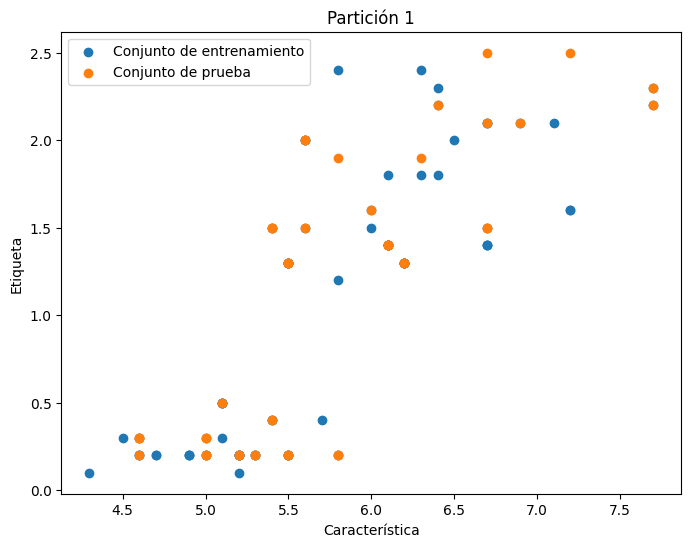 Partición 1
Conjunto de entrenamiento
Conjunto de prueba
2.5
2.0
1.5
1.0
0.5
0.0
Etiqueta
4.5 5.0 5.5 6.0 6.5 7.0 7.5
Característica